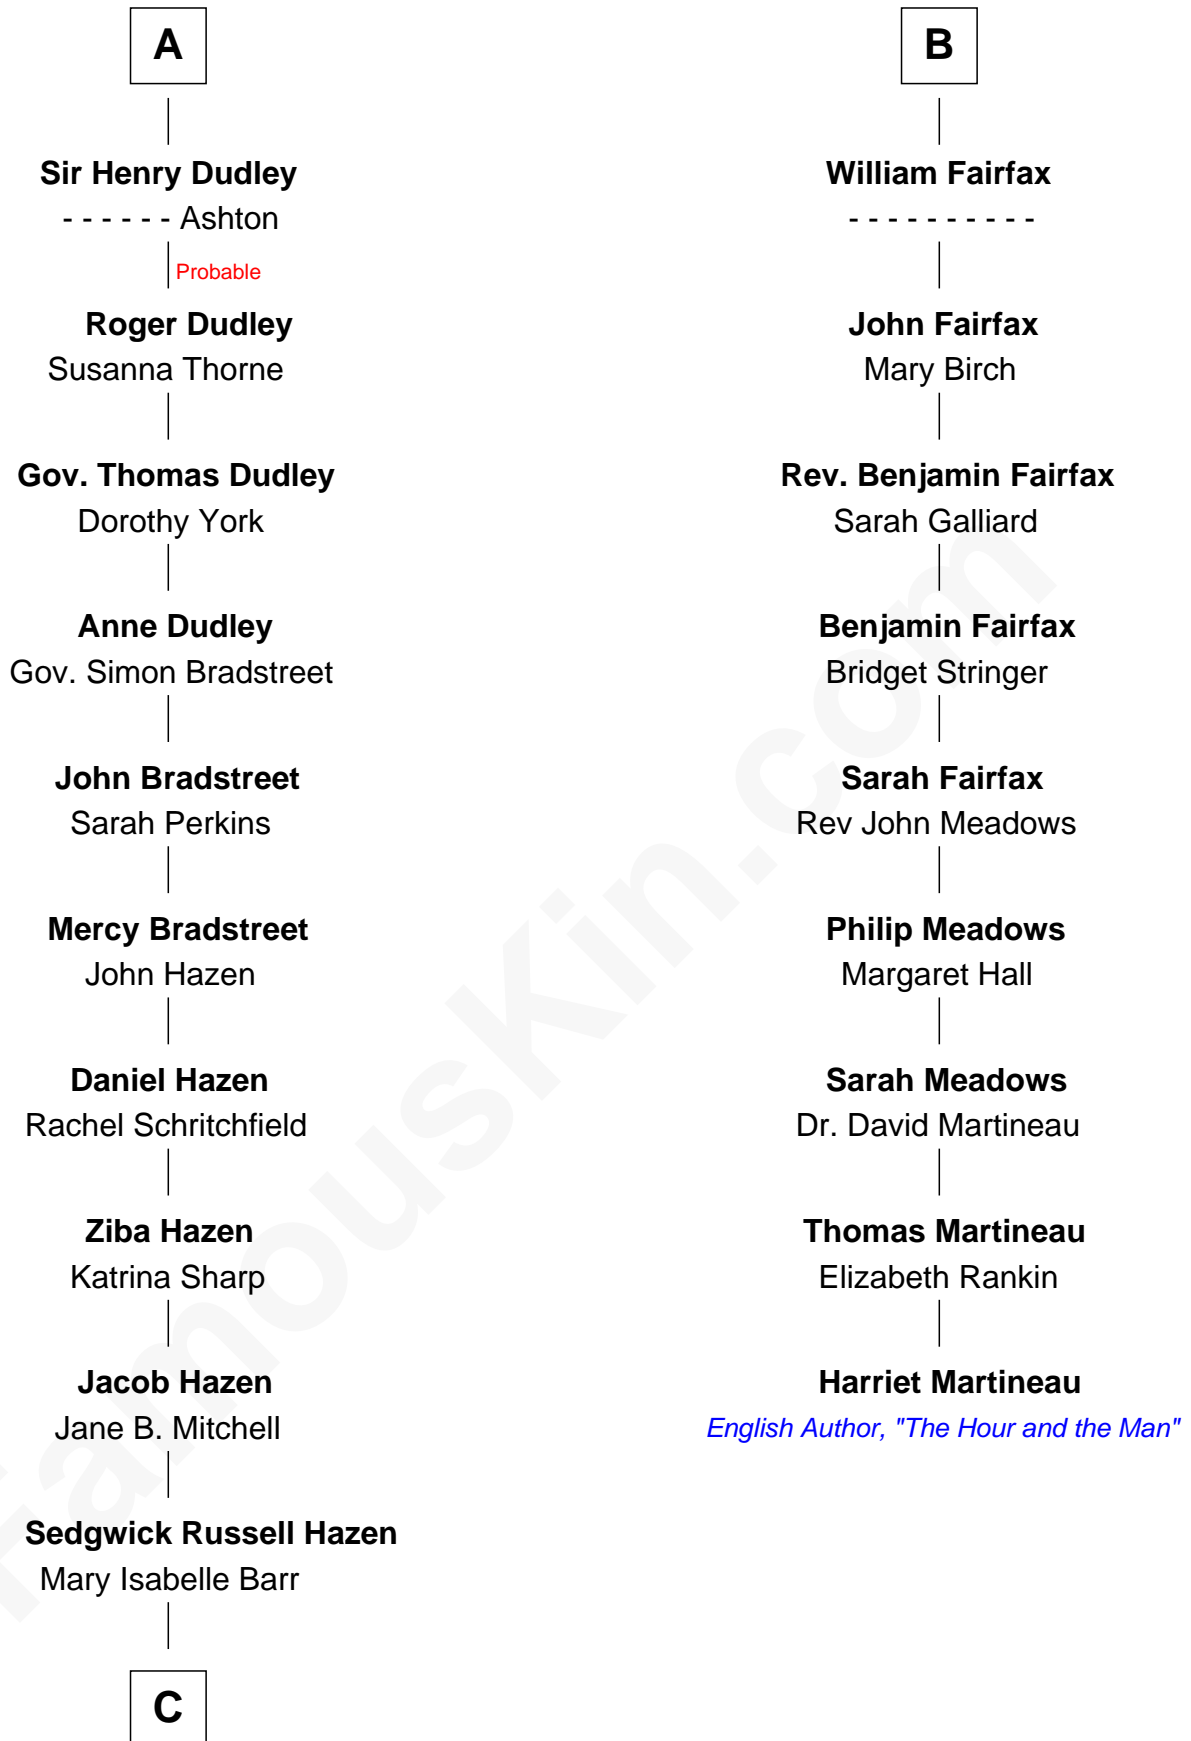 A
Sir Henry Dudley
- - - - - - Ashton
Probable
Roger Dudley
Susanna Thorne
Gov. Thomas Dudley
Dorothy York
Anne Dudley
Gov. Simon Bradstreet
John Bradstreet
Sarah Perkins
Mercy Bradstreet
John Hazen
Daniel Hazen
Rachel Schritchfield
Ziba Hazen
Katrina Sharp
Jacob Hazen
Jane B. Mitchell
Sedgwick Russell Hazen
Mary Isabelle Barr
C
B
William Fairfax
- - - - - - - - - -
John Fairfax
Mary Birch
Rev. Benjamin Fairfax
Sarah Galliard
Benjamin Fairfax
Bridget Stringer
Sarah Fairfax
Rev John Meadows
Philip Meadows
Margaret Hall
Sarah Meadows
Dr. David Martineau
Thomas Martineau
Elizabeth Rankin
Harriet Martineau
English Author, "The Hour and the Man"
FamousKin.com